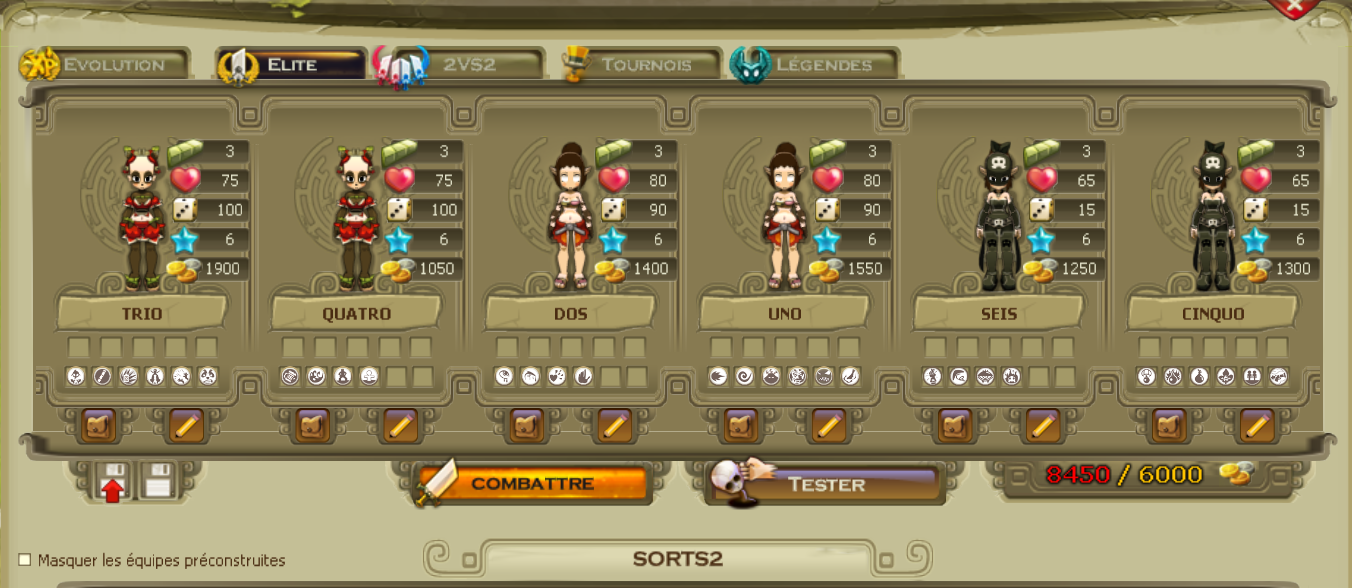 EVOLUTION ELITE 2VS2 TOURNOIS LÉGENDES
3 3 3 3 3 3
75 75 80 80 65 65
100 100 90 90 15 15
6 6 6 6 6 6
1900 1050 1400 1550 1250 1300
TRIO QUATRO DOS UNO SEIS CINQUO
COMBATTRE TESTER 8450 / 6000
Masquer les équipes préconstruites SORTS2